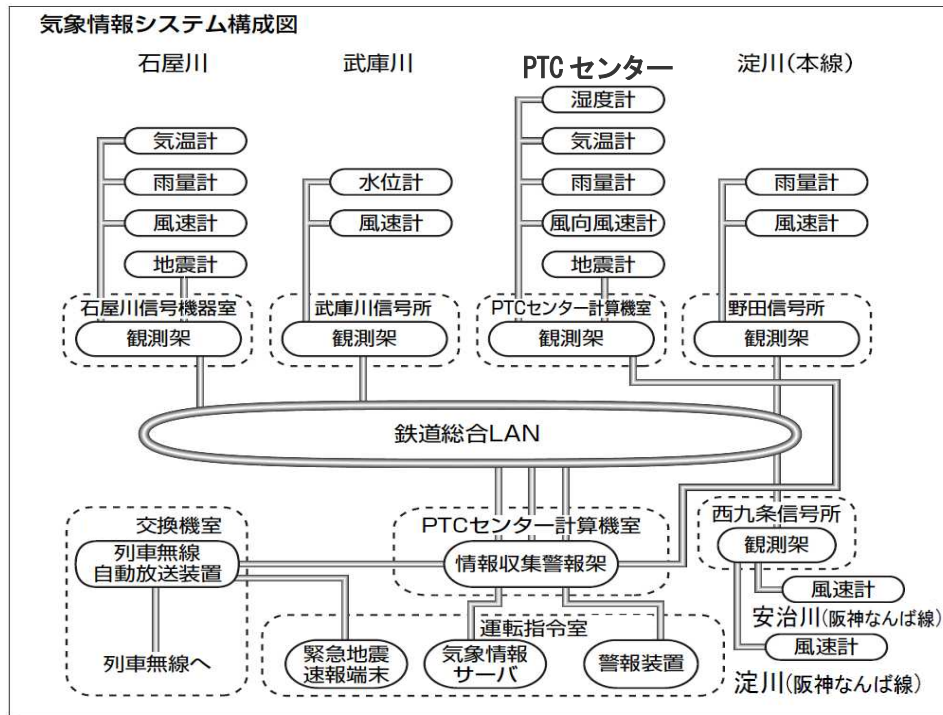 気象情報システム構成図
石屋川
武庫川
PTCセンター
淀川(本線)
湿度計
気温計
気温計
雨量計
水位計
雨量計
雨量計
風速計
風速計
風向風速計
風速計
地震計
地震計
石屋川信号機器室
武庫川信号所
PTCセンター計算機室
野田信号所
観測架
観測架
観測架
観測架
鉄道総合LAN
交換機室
PTCセンター計算機室
西九条信号所
列車無線
自動放送装置
情報収集警報架
観測架
風速計
安治川(阪神なんば線)
運転指令室
風速計
列車無線へ
緊急地震
速報端末
気象情報
サーバ
警報装置
淀川(阪神なんば線)